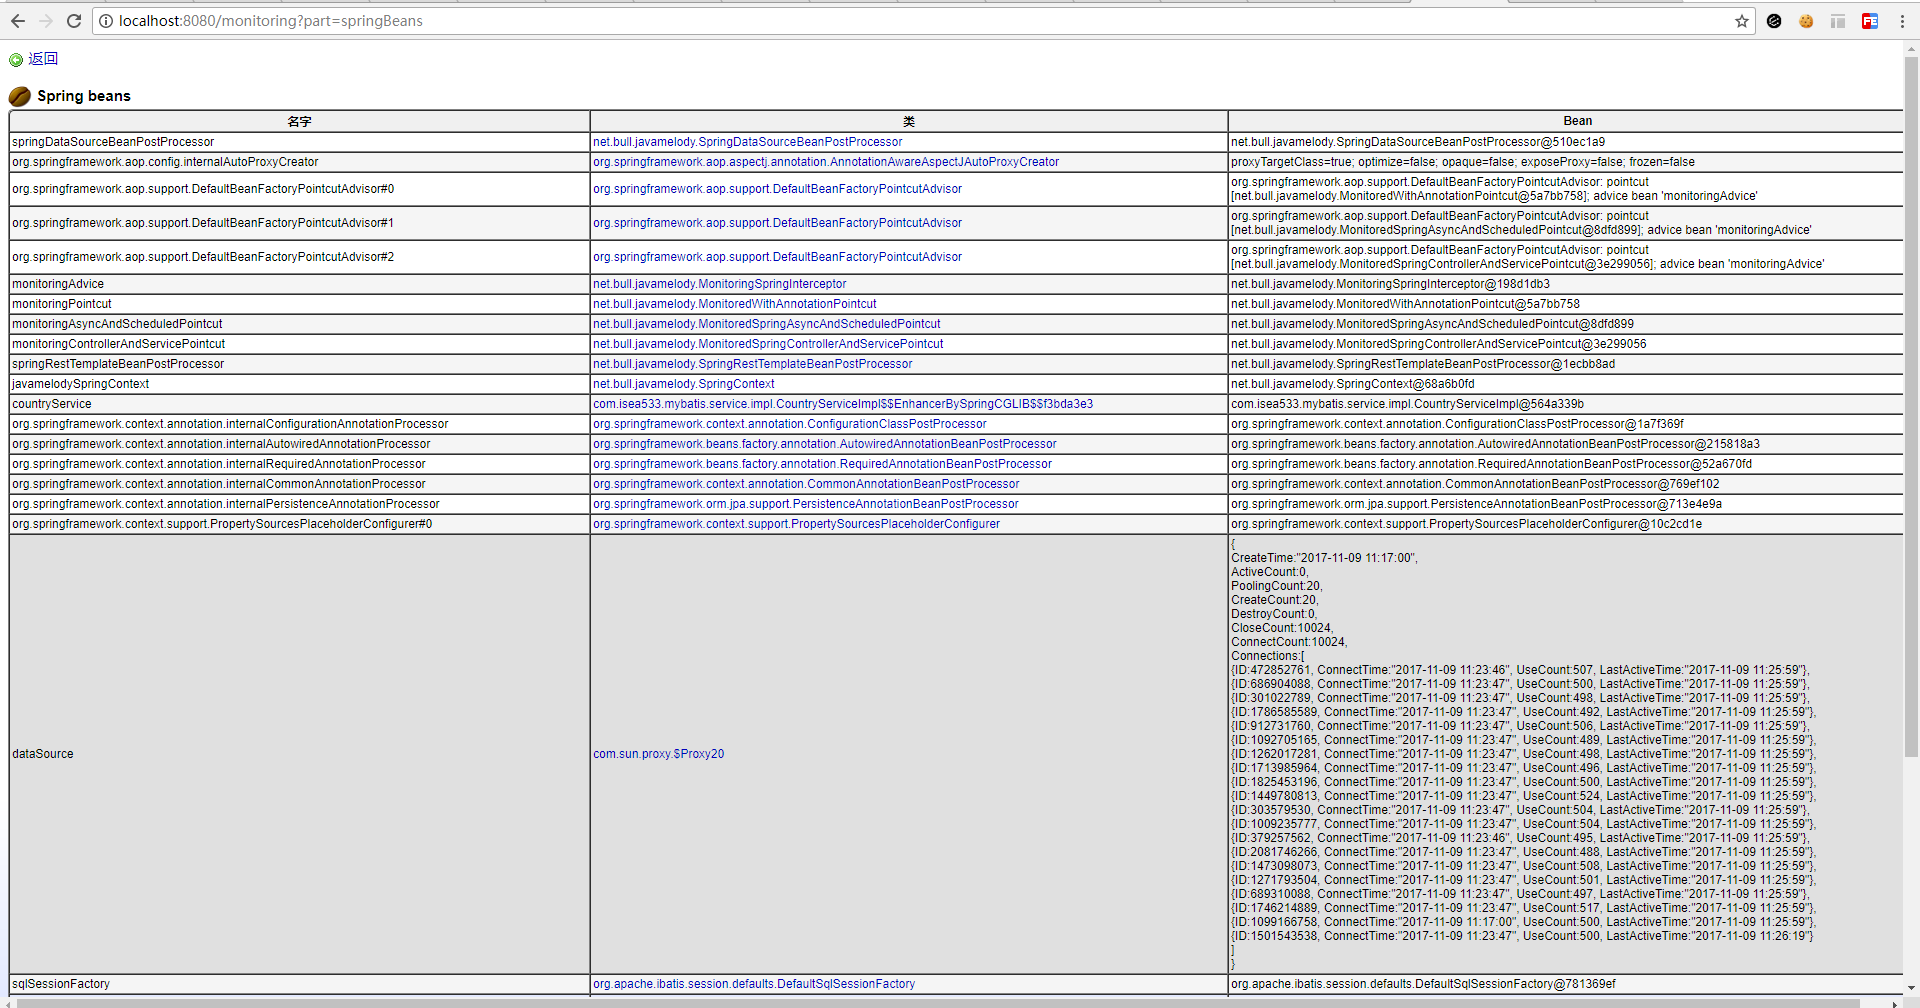 localhost:8080/monitoring?part=springBeans
返回
Spring beans
名字 类 Bean
springDataSourceBeanPostProcessor net.bull.javamelody.SpringDataSourceBeanPostProcessor net.bull.javamelody.SpringDataSourceBeanPostProcessor@510ec1a9
org.springframework.aop.config.internalAutoProxyCreator org.springframework.aop.aspectj.annotation.AnnotationAwareAspectJAutoProxyCreator proxyTargetClass=true; optimize=false; opaque=false; exposeProxy=false; frozen=false
org.springframework.aop.support.DefaultBeanFactoryPointcutAdvisor#0 org.springframework.aop.support.DefaultBeanFactoryPointcutAdvisor org.springframework.aop.support.DefaultBeanFactoryPointcutAdvisor: pointcut
[net.bull.javamelody.MonitoredWithAnnotationPointcut@5a7bb758]; advice bean 'monitoringAdvice'
org.springframework.aop.support.DefaultBeanFactoryPointcutAdvisor#1 org.springframework.aop.support.DefaultBeanFactoryPointcutAdvisor org.springframework.aop.support.DefaultBeanFactoryPointcutAdvisor: pointcut
[net.bull.javamelody.MonitoredSpringAsyncAndScheduledPointcut@8dfd899]; advice bean 'monitoringAdvice'
org.springframework.aop.support.DefaultBeanFactoryPointcutAdvisor#2 org.springframework.aop.support.DefaultBeanFactoryPointcutAdvisor org.springframework.aop.support.DefaultBeanFactoryPointcutAdvisor: pointcut
[net.bull.javamelody.MonitoredSpringControllerAndServicePointcut@3e299056]; advice bean 'monitoringAdvice'
monitoringAdvice net.bull.javamelody.MonitoringSpringInterceptor net.bull.javamelody.MonitoringSpringInterceptor@198d1db3
monitoringPointcut net.bull.javamelody.MonitoredWithAnnotationPointcut net.bull.javamelody.MonitoredWithAnnotationPointcut@5a7bb758
monitoringAsyncAndScheduledPointcut net.bull.javamelody.MonitoredSpringAsyncAndScheduledPointcut net.bull.javamelody.MonitoredSpringAsyncAndScheduledPointcut@8dfd899
monitoringControllerAndServicePointcut net.bull.javamelody.MonitoredSpringControllerAndServicePointcut net.bull.javamelody.MonitoredSpringControllerAndServicePointcut@3e299056
springRestTemplateBeanPostProcessor net.bull.javamelody.SpringRestTemplateBeanPostProcessor net.bull.javamelody.SpringRestTemplateBeanPostProcessor@1ecbb8ad
javamelodySpringContext net.bull.javamelody.SpringContext net.bull.javamelody.SpringContext@68a6b0fd
countryService com.isea533.mybatis.service.impl.CountryServiceImpl$$EnhancerBySpringCGLIB$$f3bda3e3 com.isea533.mybatis.service.impl.CountryServiceImpl@564a339b
org.springframework.context.annotation.internalConfigurationAnnotationProcessor org.springframework.context.annotation.ConfigurationClassPostProcessor org.springframework.context.annotation.ConfigurationClassPostProcessor@1a7f369f
org.springframework.context.annotation.internalAutowiredAnnotationProcessor org.springframework.beans.factory.annotation.AutowiredAnnotationBeanPostProcessor org.springframework.beans.factory.annotation.AutowiredAnnotationBeanPostProcessor@215818a3
org.springframework.context.annotation.internalRequiredAnnotationProcessor org.springframework.beans.factory.annotation.RequiredAnnotationBeanPostProcessor org.springframework.beans.factory.annotation.RequiredAnnotationBeanPostProcessor@52a670fd
org.springframework.context.annotation.internalCommonAnnotationProcessor org.springframework.context.annotation.CommonAnnotationBeanPostProcessor org.springframework.context.annotation.CommonAnnotationBeanPostProcessor@769ef102
org.springframework.context.annotation.internalPersistenceAnnotationProcessor org.springframework.orm.jpa.support.PersistenceAnnotationBeanPostProcessor org.springframework.orm.jpa.support.PersistenceAnnotationBeanPostProcessor@713e4e9a
org.springframework.context.support.PropertySourcesPlaceholderConfigurer#0 org.springframework.context.support.PropertySourcesPlaceholderConfigurer org.springframework.context.support.PropertySourcesPlaceholderConfigurer@10c2cd1e
dataSource com.sun.proxy.$Proxy20 {
CreateTime:"2017-11-09 11:17:00",
ActiveCount:0,
PoolingCount:20,
CreateCount:20,
DestroyCount:0,
CloseCount:10024,
ConnectCount:10024,
Connections:[
{ID:472852761, ConnectTime:"2017-11-09 11:23:46", UseCount:507, LastActiveTime:"2017-11-09 11:25:59"},
{ID:686904088, ConnectTime:"2017-11-09 11:23:47", UseCount:500, LastActiveTime:"2017-11-09 11:25:59"},
{ID:301022789, ConnectTime:"2017-11-09 11:23:47", UseCount:498, LastActiveTime:"2017-11-09 11:25:59"},
{ID:1786585589, ConnectTime:"2017-11-09 11:23:47", UseCount:492, LastActiveTime:"2017-11-09 11:25:59"},
{ID:912731760, ConnectTime:"2017-11-09 11:23:47", UseCount:506, LastActiveTime:"2017-11-09 11:25:59"},
{ID:1092705165, ConnectTime:"2017-11-09 11:23:47", UseCount:489, LastActiveTime:"2017-11-09 11:25:59"},
{ID:1262017281, ConnectTime:"2017-11-09 11:23:47", UseCount:498, LastActiveTime:"2017-11-09 11:25:59"},
{ID:1713985964, ConnectTime:"2017-11-09 11:23:47", UseCount:496, LastActiveTime:"2017-11-09 11:25:59"},
{ID:1825453196, ConnectTime:"2017-11-09 11:23:47", UseCount:500, LastActiveTime:"2017-11-09 11:25:59"},
{ID:1449780813, ConnectTime:"2017-11-09 11:23:47", UseCount:524, LastActiveTime:"2017-11-09 11:25:59"},
{ID:303579530, ConnectTime:"2017-11-09 11:23:47", UseCount:504, LastActiveTime:"2017-11-09 11:25:59"},
{ID:1009235777, ConnectTime:"2017-11-09 11:23:47", UseCount:504, LastActiveTime:"2017-11-09 11:25:59"},
{ID:379257562, ConnectTime:"2017-11-09 11:23:46", UseCount:495, LastActiveTime:"2017-11-09 11:25:59"},
{ID:2081746266, ConnectTime:"2017-11-09 11:23:47", UseCount:488, LastActiveTime:"2017-11-09 11:25:59"},
{ID:1473098073, ConnectTime:"2017-11-09 11:23:47", UseCount:508, LastActiveTime:"2017-11-09 11:25:59"},
{ID:1271793504, ConnectTime:"2017-11-09 11:23:47", UseCount:501, LastActiveTime:"2017-11-09 11:25:59"},
{ID:689310088, ConnectTime:"2017-11-09 11:23:47", UseCount:497, LastActiveTime:"2017-11-09 11:25:59"},
{ID:1746214889, ConnectTime:"2017-11-09 11:23:47", UseCount:517, LastActiveTime:"2017-11-09 11:25:59"},
{ID:1099166758, ConnectTime:"2017-11-09 11:17:00", UseCount:500, LastActiveTime:"2017-11-09 11:25:59"},
{ID:1501543538, ConnectTime:"2017-11-09 11:23:47", UseCount:500, LastActiveTime:"2017-11-09 11:26:19"}
]
}
sqlSessionFactory org.apache.ibatis.session.defaults.DefaultSqlSessionFactory org.apache.ibatis.session.defaults.DefaultSqlSessionFactory@781369ef